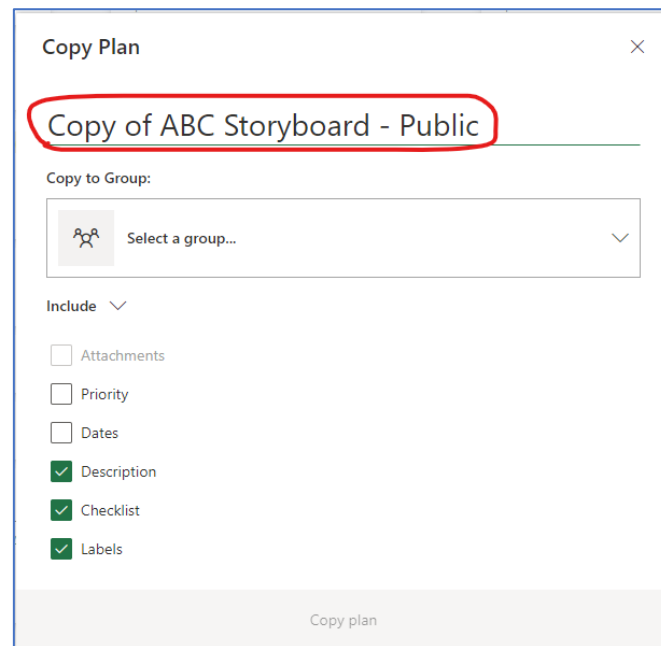 Copy Plan
Copy of ABC Storyboard - Public
Copy to Group:
Select a group...
Include
Attachments
Priority
Dates
Description
Checklist
Labels
Copy plan